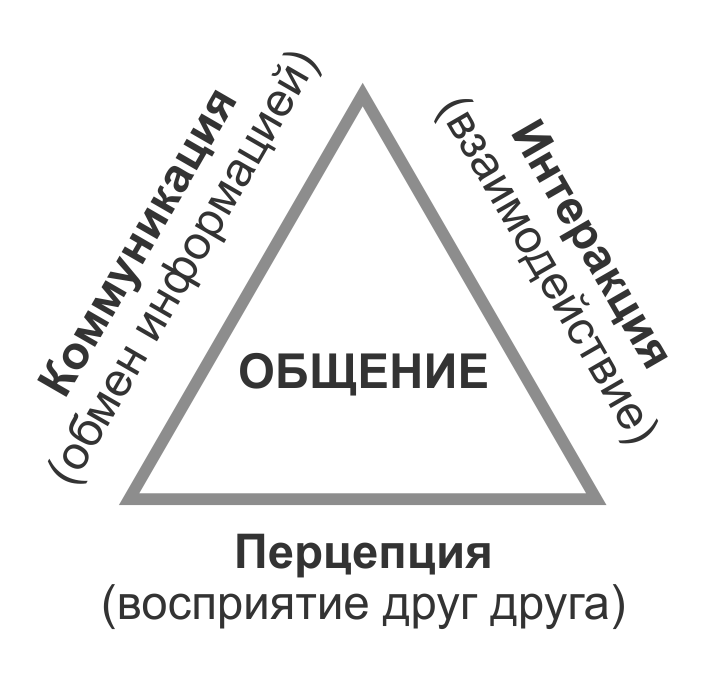 Коммуникация
(обмен информацией)
Интеракция
(взаимодействие)
ОБЩЕНИЕ
Перцепция
(восприятие друг друга)